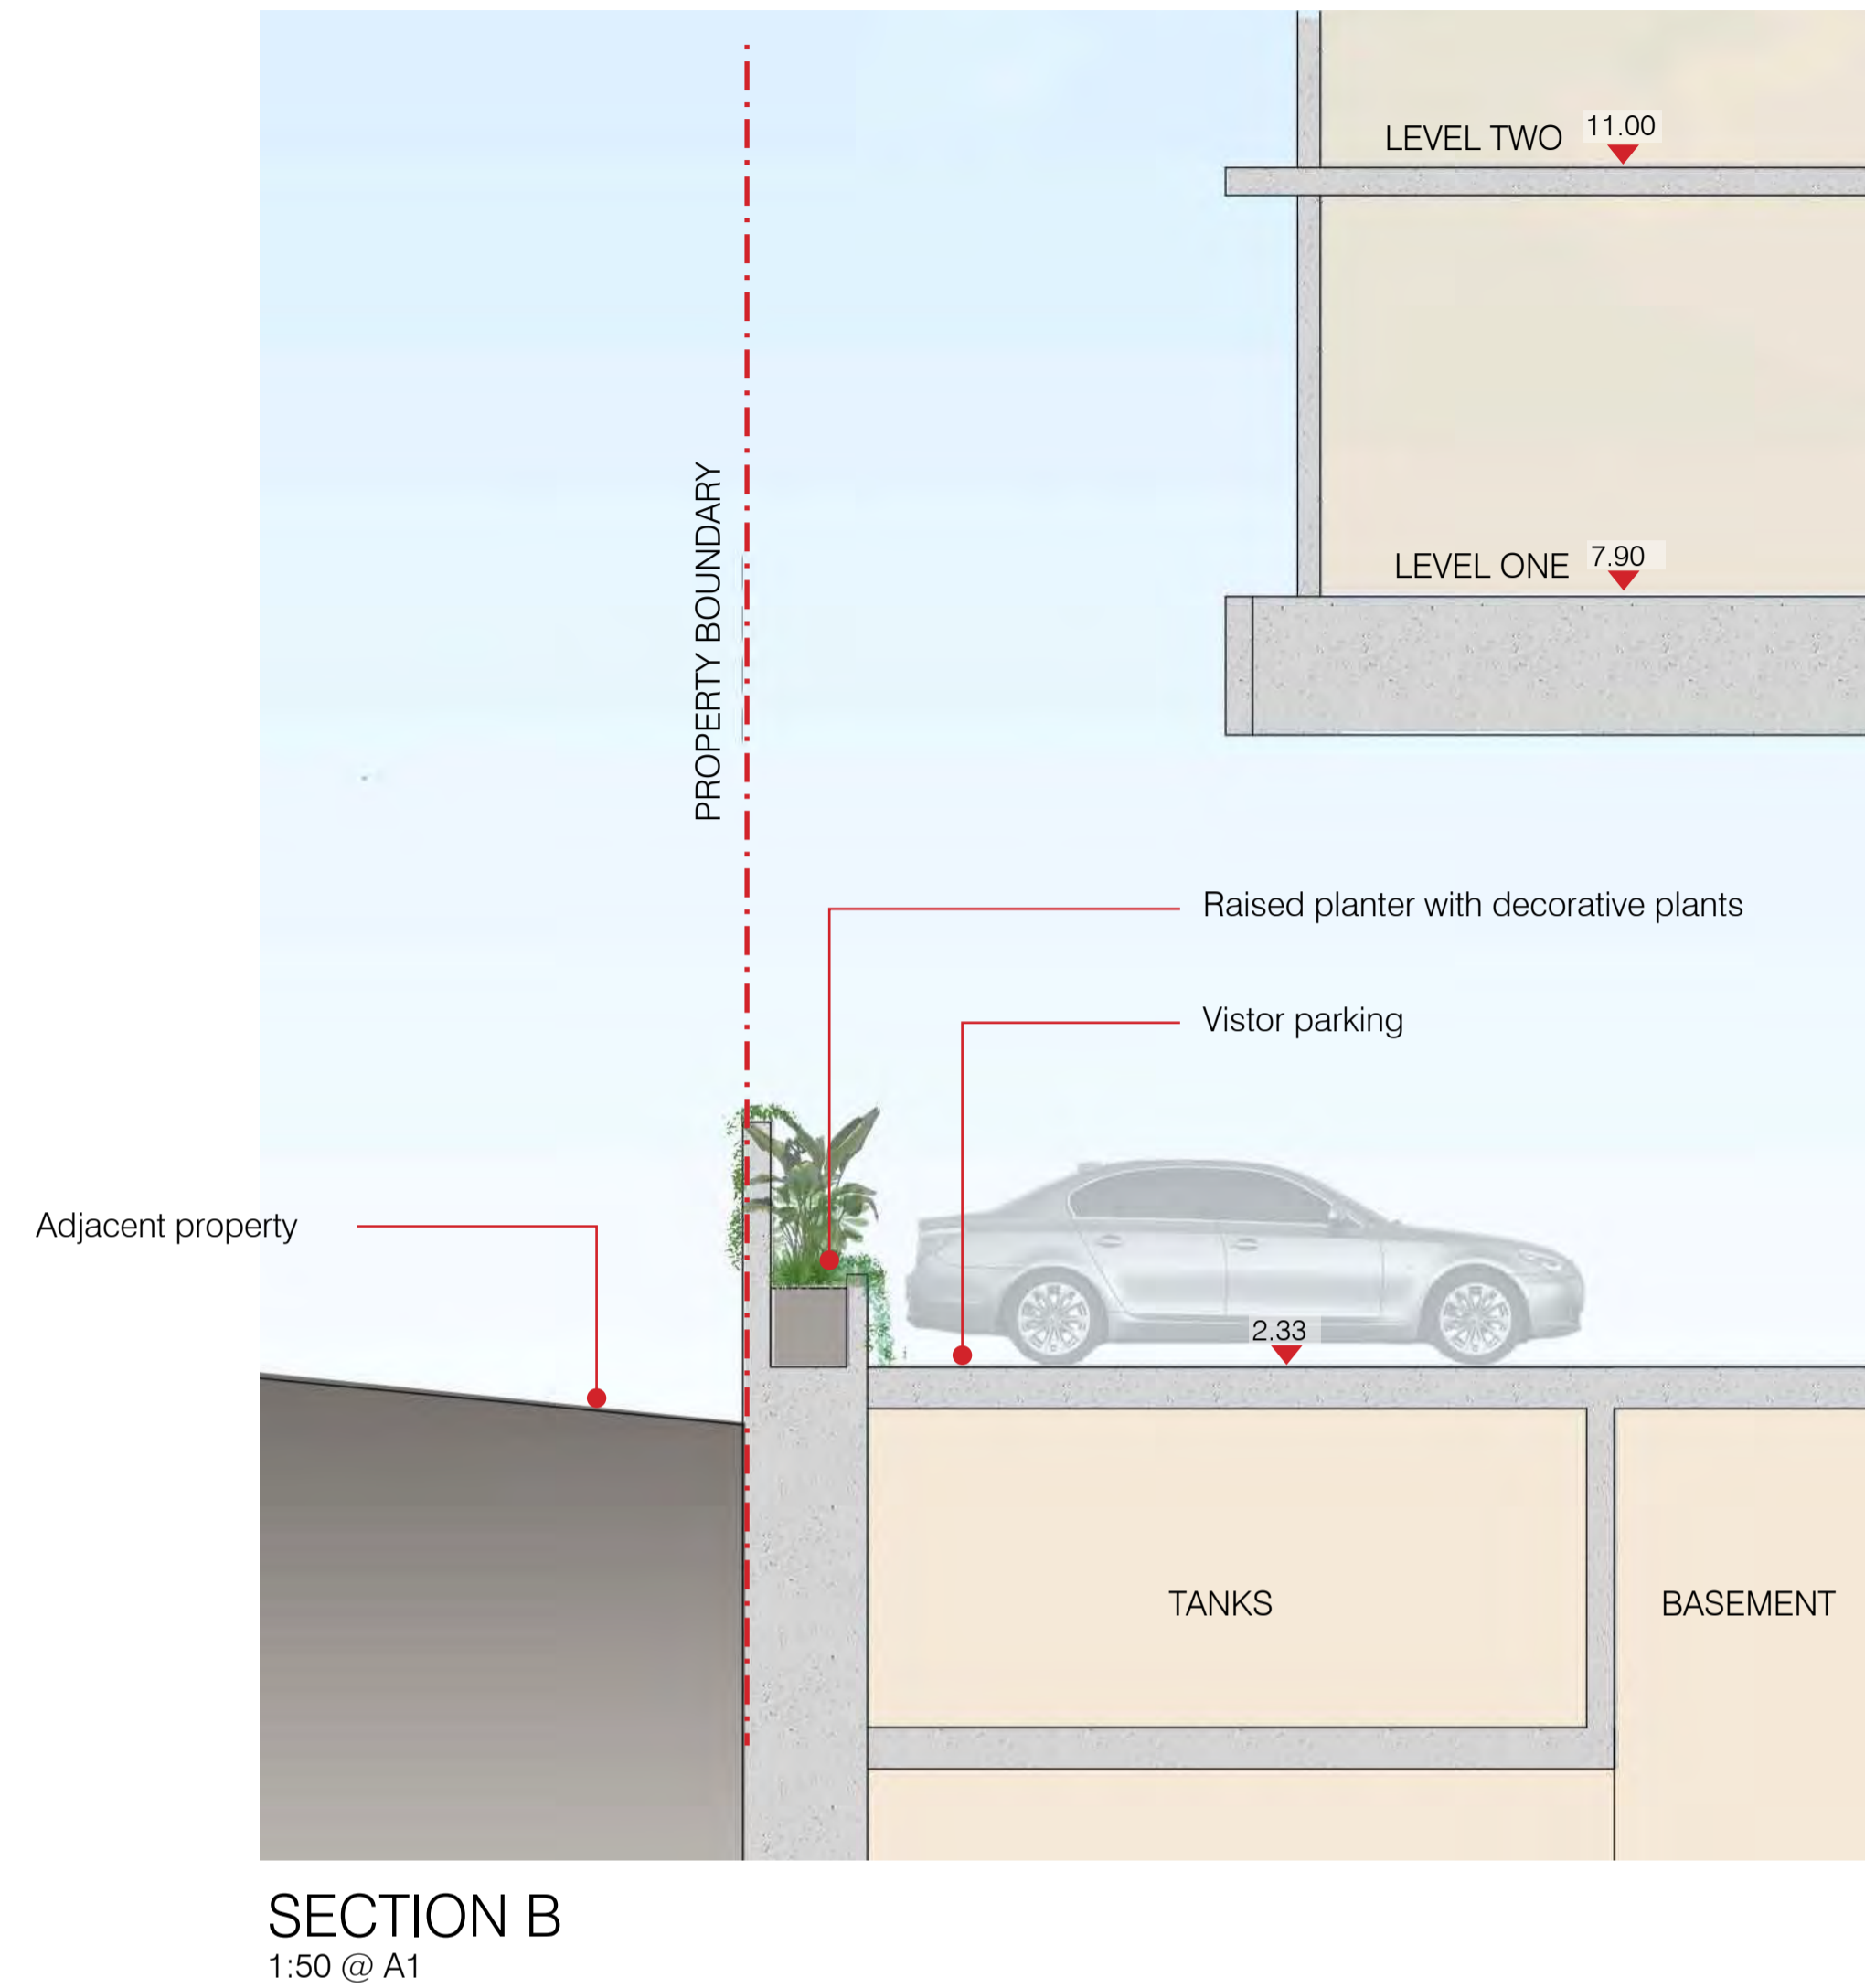 LEVEL TWO 11.00
PROPERTY BOUNDARY
LEVEL ONE 7.90
Raised planter with decorative plants
Vistor parking
Adjacent property
2.33
TANKS
BASEMENT
SECTION B
1:50 @ A1